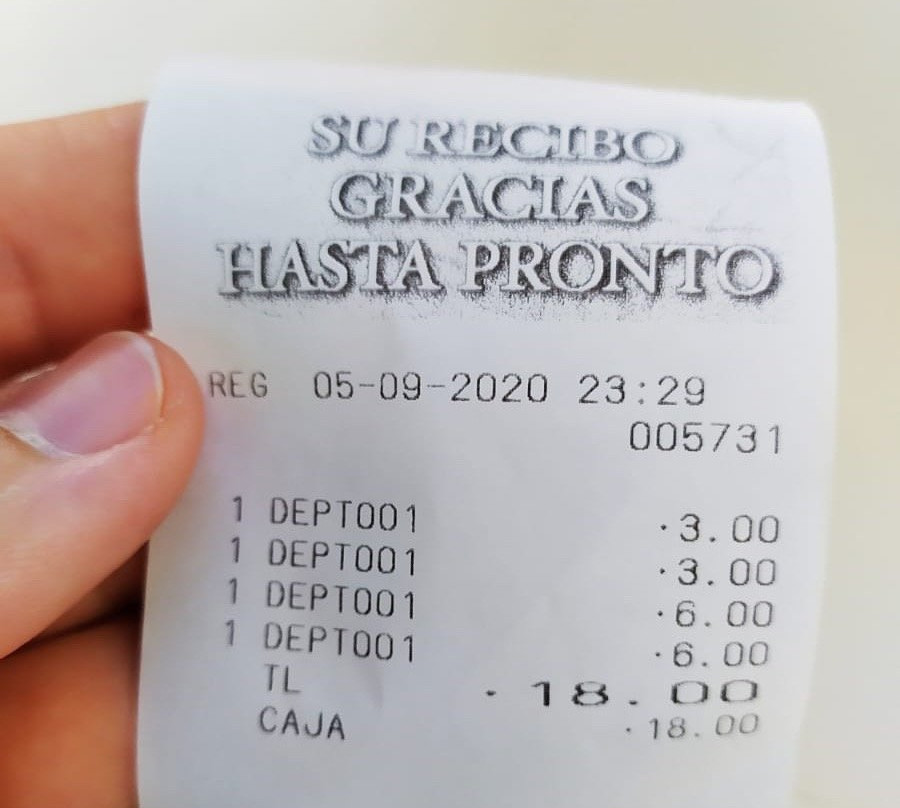 SU RECIBO
GRACIAS
HASTA PRONTO
REG 05-09-2020 23:29
005731
1 DEPT001 ·3.00
1 DEPT001 ·3.00
1 DEPT001 ·6.00
1 DEPT001 ·6.00
TL ·18.00
CAJA ·18.00